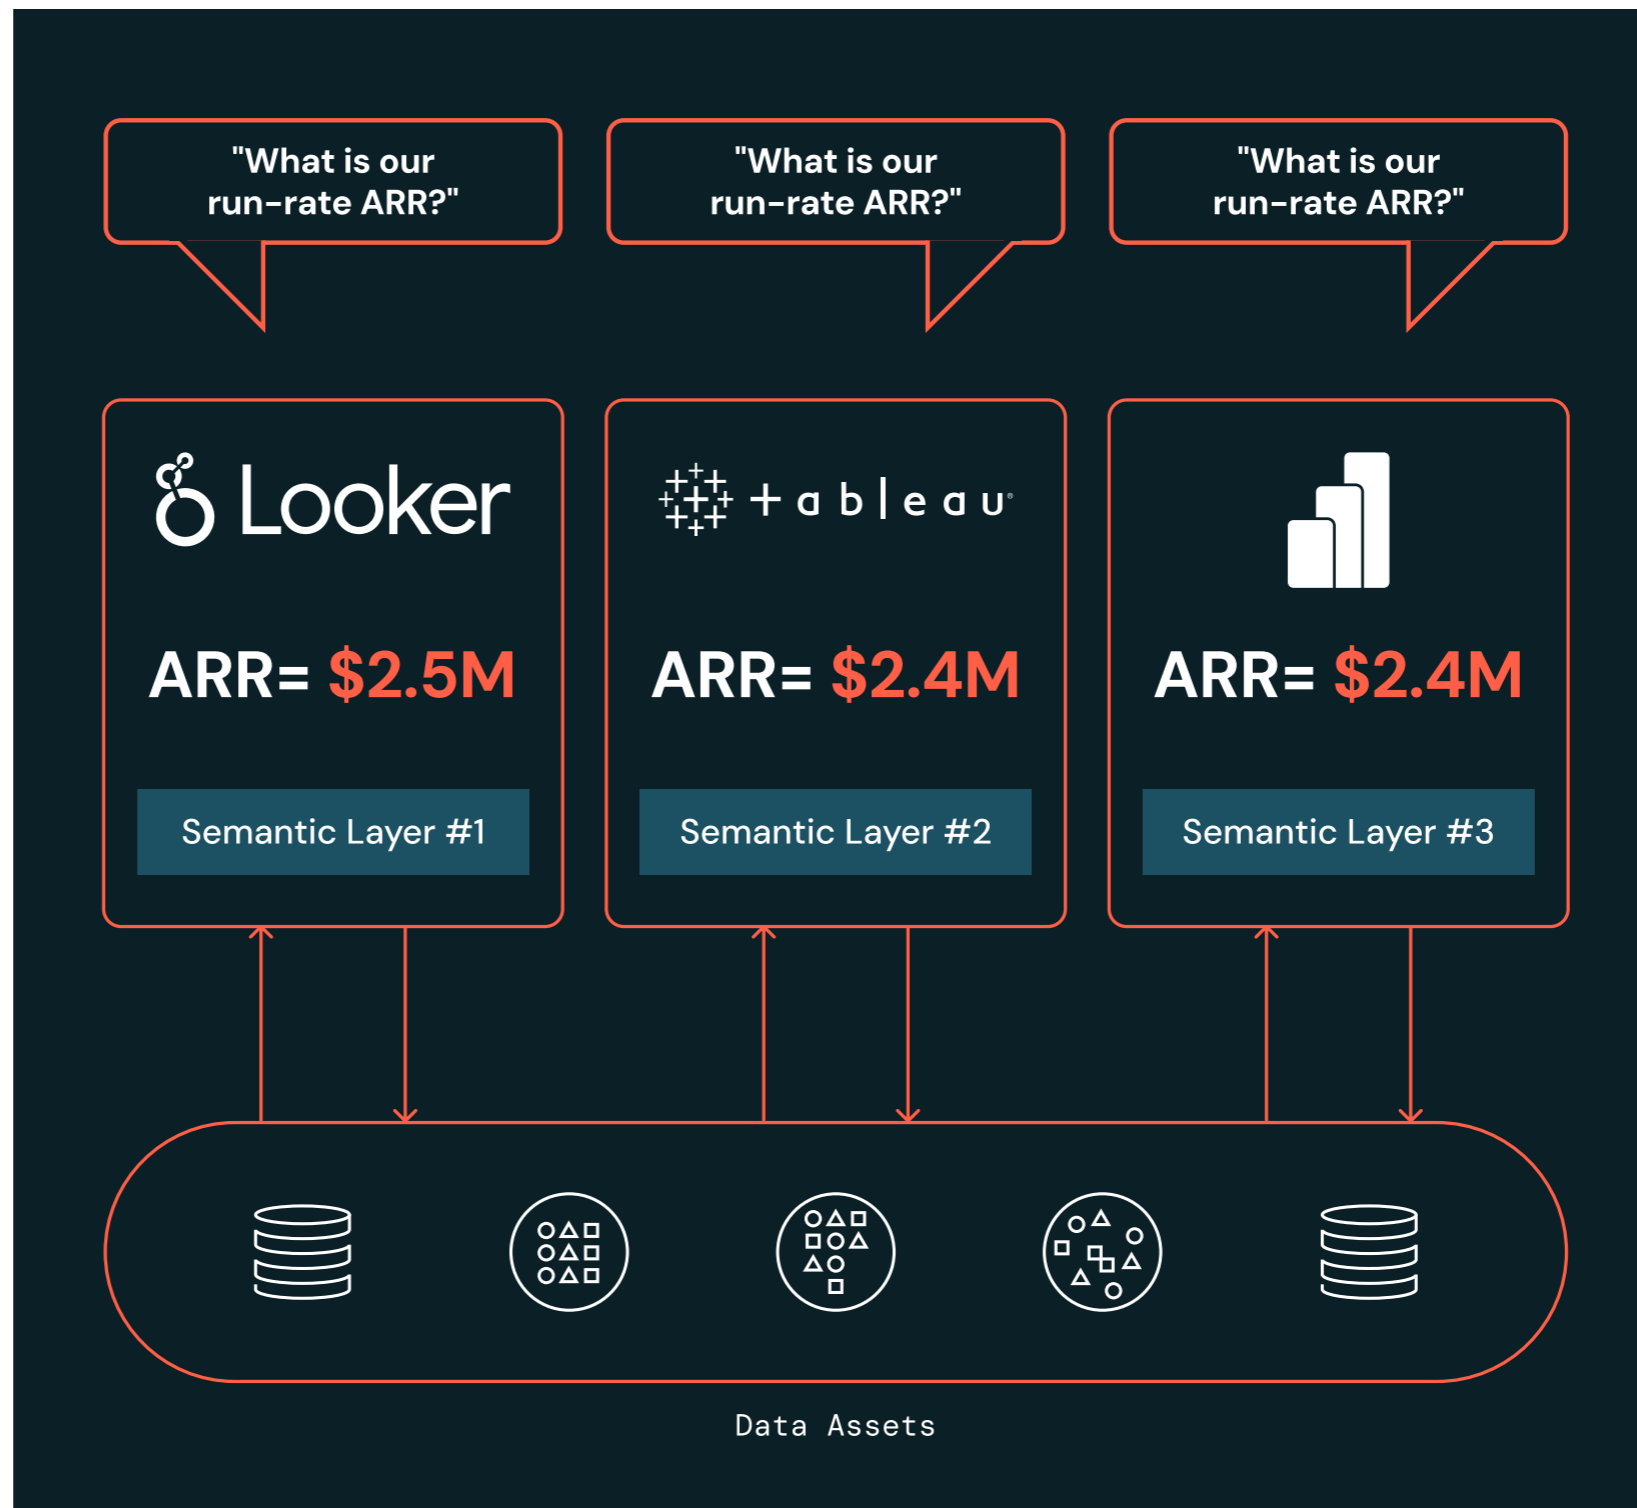 "What is our
run-rate ARR?"
"What is our
run-rate ARR?"
"What is our
run-rate ARR?"
Looker
+ableau®
ARR= $2.5M
ARR= $2.4M
ARR= $2.4M
Semantic Layer #1
Semantic Layer #2
Semantic Layer #3
Data Assets